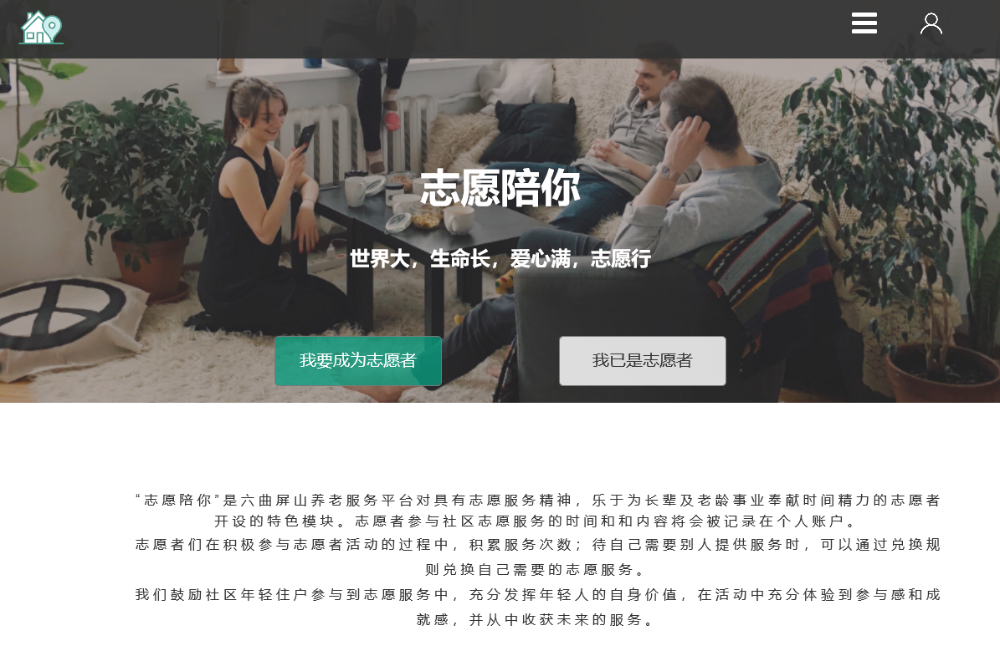 志愿陪你
世界大，生命长，爱心满，志愿行
我要成为志愿者
我已是志愿者
“志愿陪你”是六曲屏山养老服务平台对具有志愿服务精神，乐于为长辈及老龄事业奉献时间精力的志愿者
开设的特色模块。志愿者参与社区志愿服务的时间和和内容将会被记录在个人账户。
志愿者们在积极参与志愿者活动的过程中，积累服务次数；待自己需要别人提供服务时，可以通过兑换规
则兑换自己需要的志愿服务。
我们鼓励社区年轻住户参与到志愿服务中，充分发挥年轻人的自身价值，在活动中充分体验到参与感和成
就感，并从中收获未来的服务。